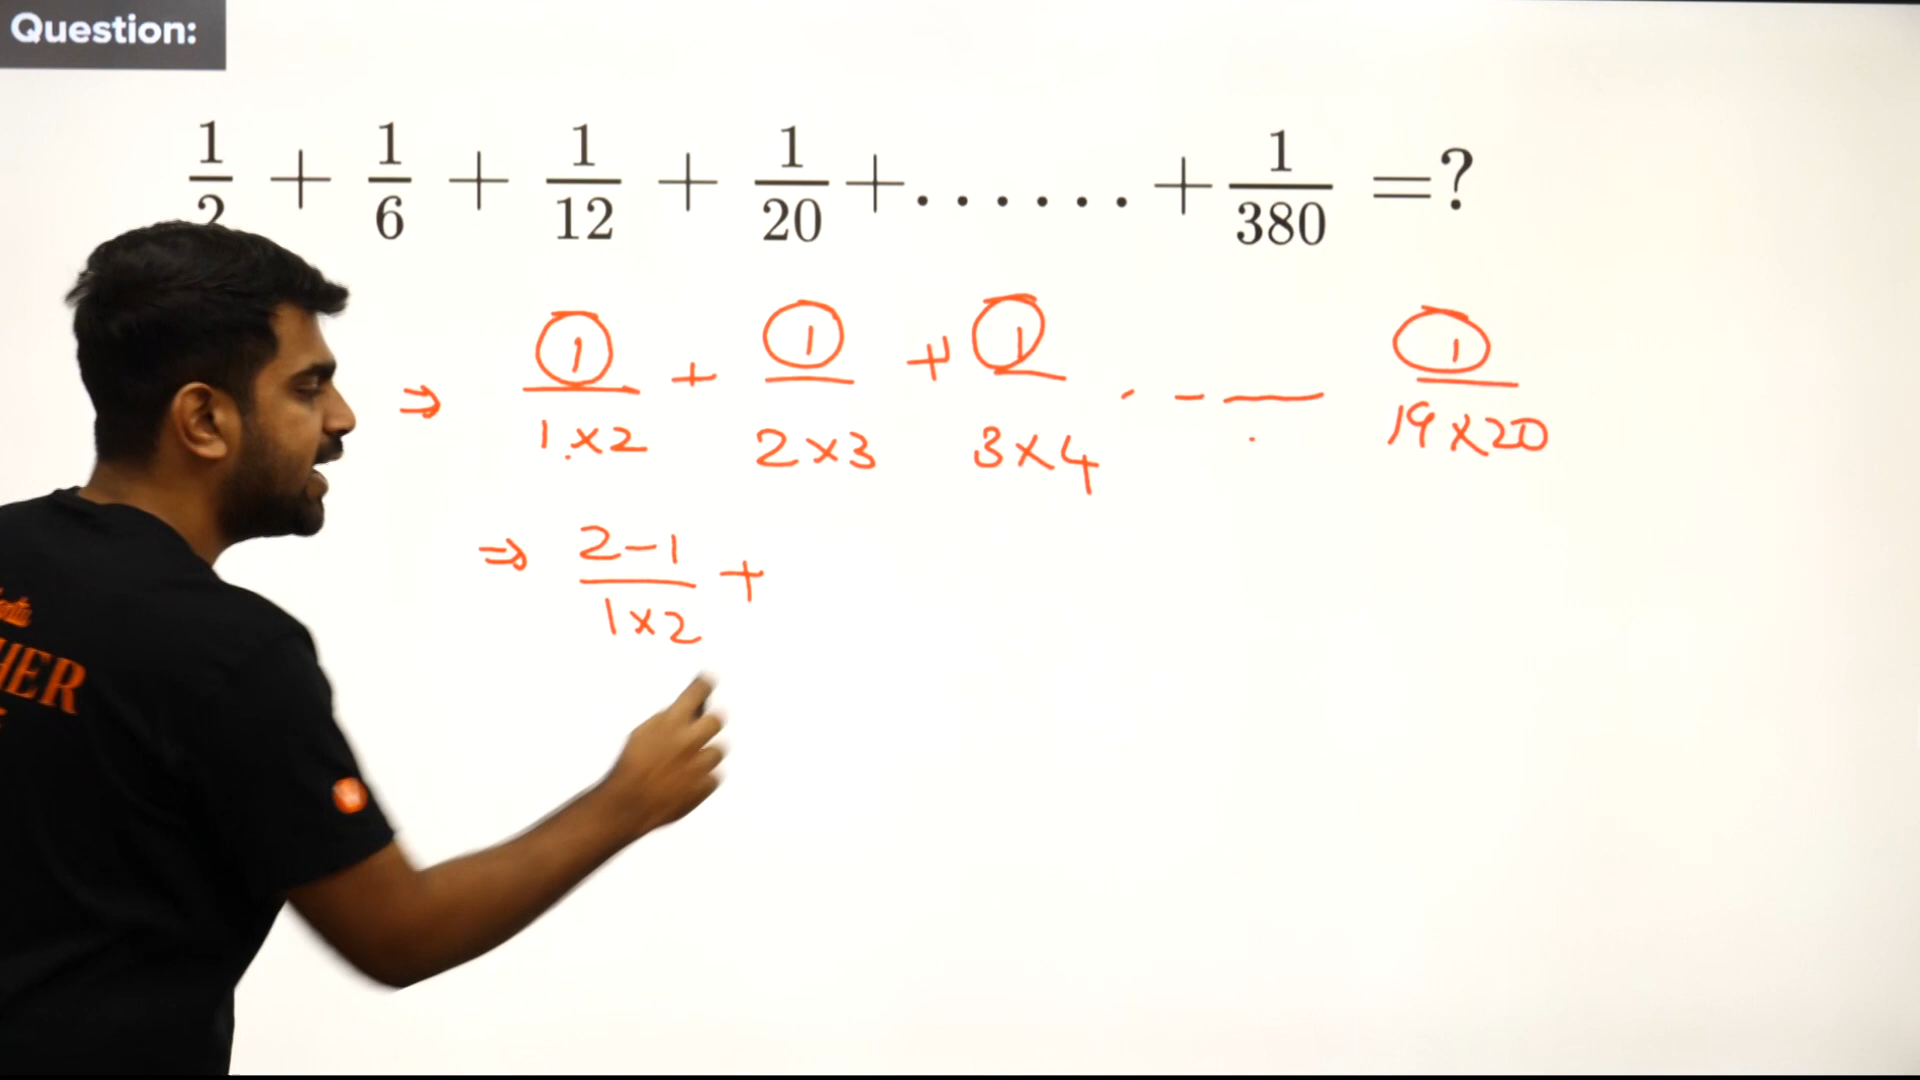 Question:
1/2 + 1/6 + 1/12 + 1/20 +......+ 1/380 =?
⇒ 1/1×2 + 1/2×3 + 1/3×4 . - — 1/19×20
⇒ 2-1/1×2 +
HER